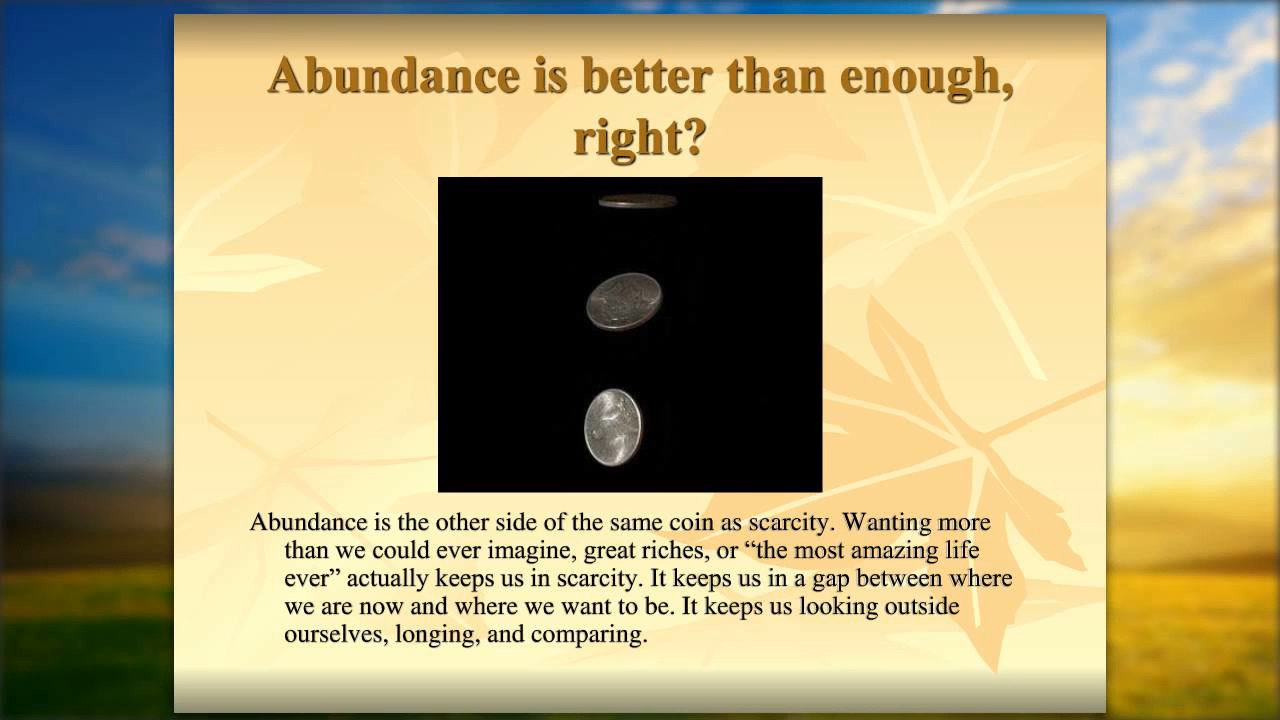 Abundance is better than enough,
right?
Abundance is the other side of the same coin as scarcity. Wanting more
than we could ever imagine, great riches, or “the most amazing life
ever” actually keeps us in scarcity. It keeps us in a gap between where
we are now and where we want to be. It keeps us looking outside
ourselves, longing, and comparing.